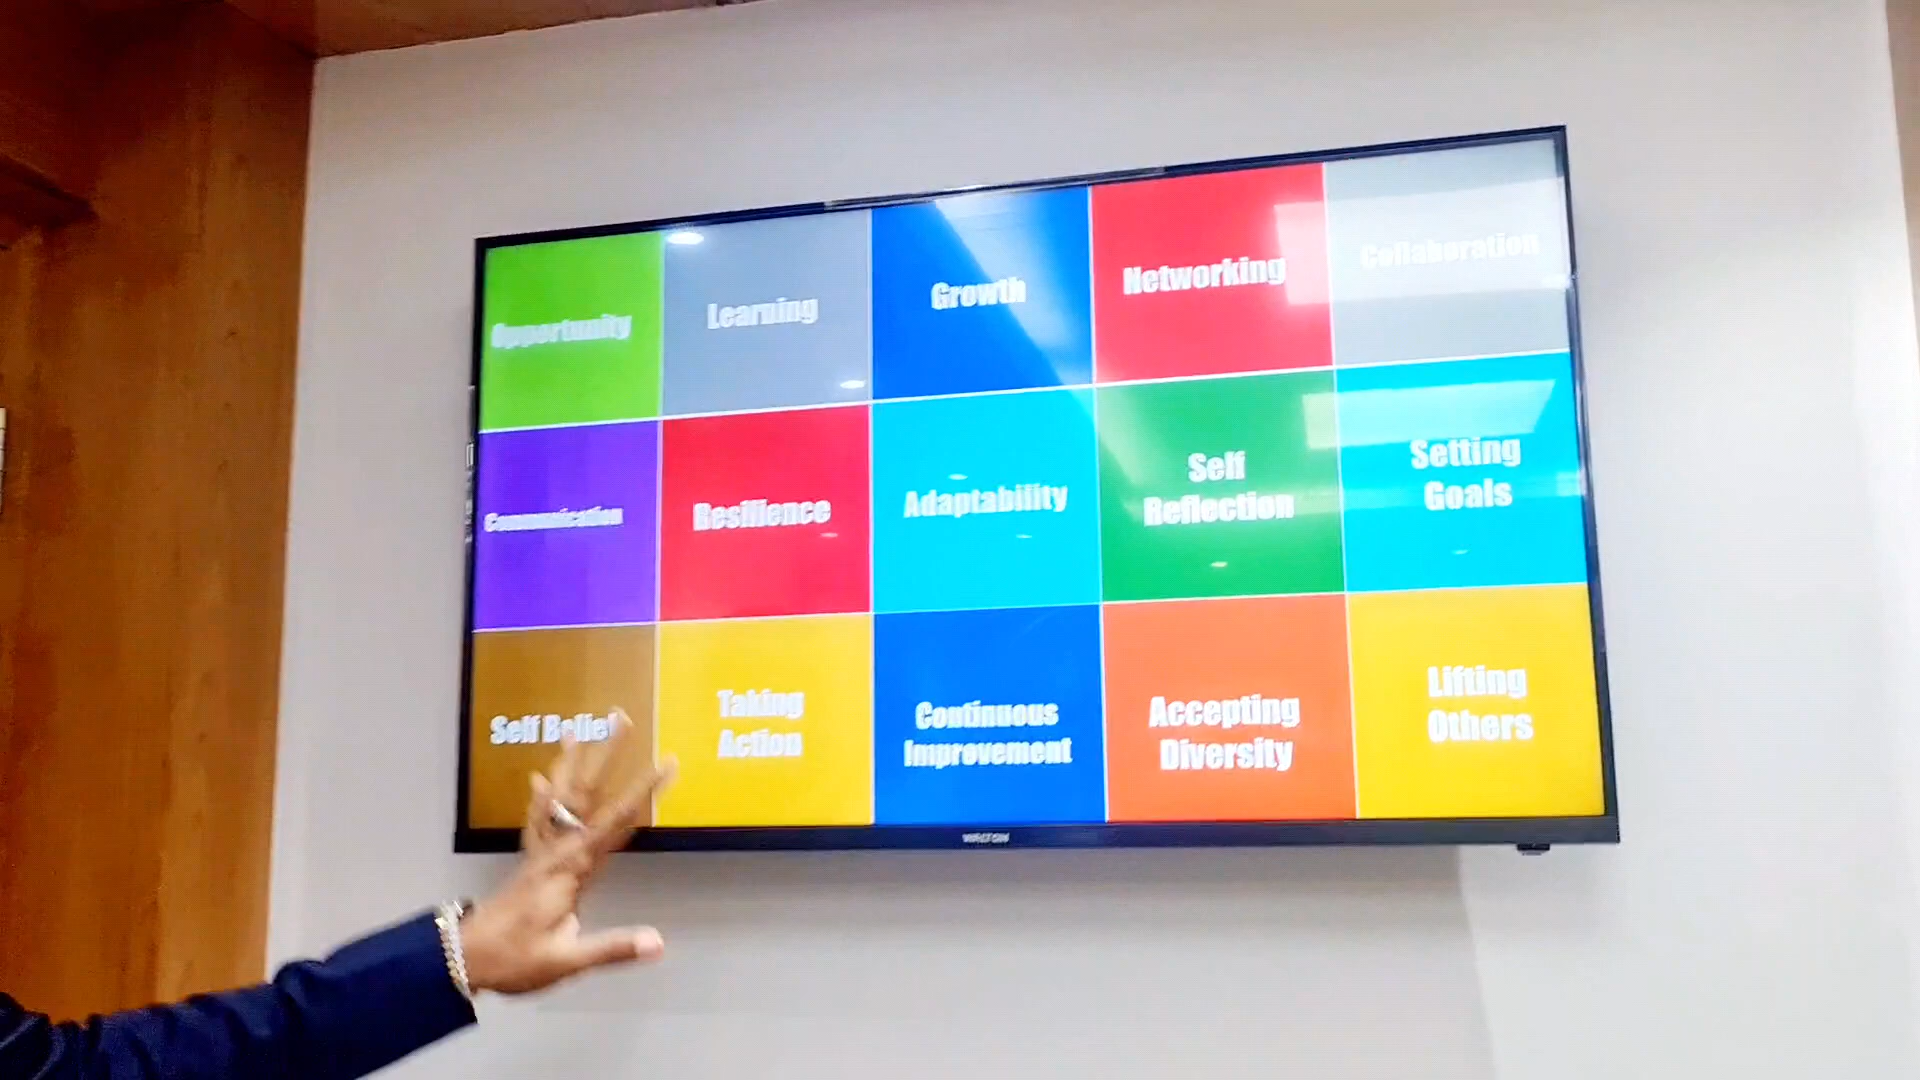 Opportunity
Learning
Growth
Networking
Collaboration
Communication
Resilience
Adaptability
Self
Reflection
Setting
Goals
Self Belief
Taking
Action
Continuous
Improvement
Accepting
Diversity
Lifting
Others
WALTON